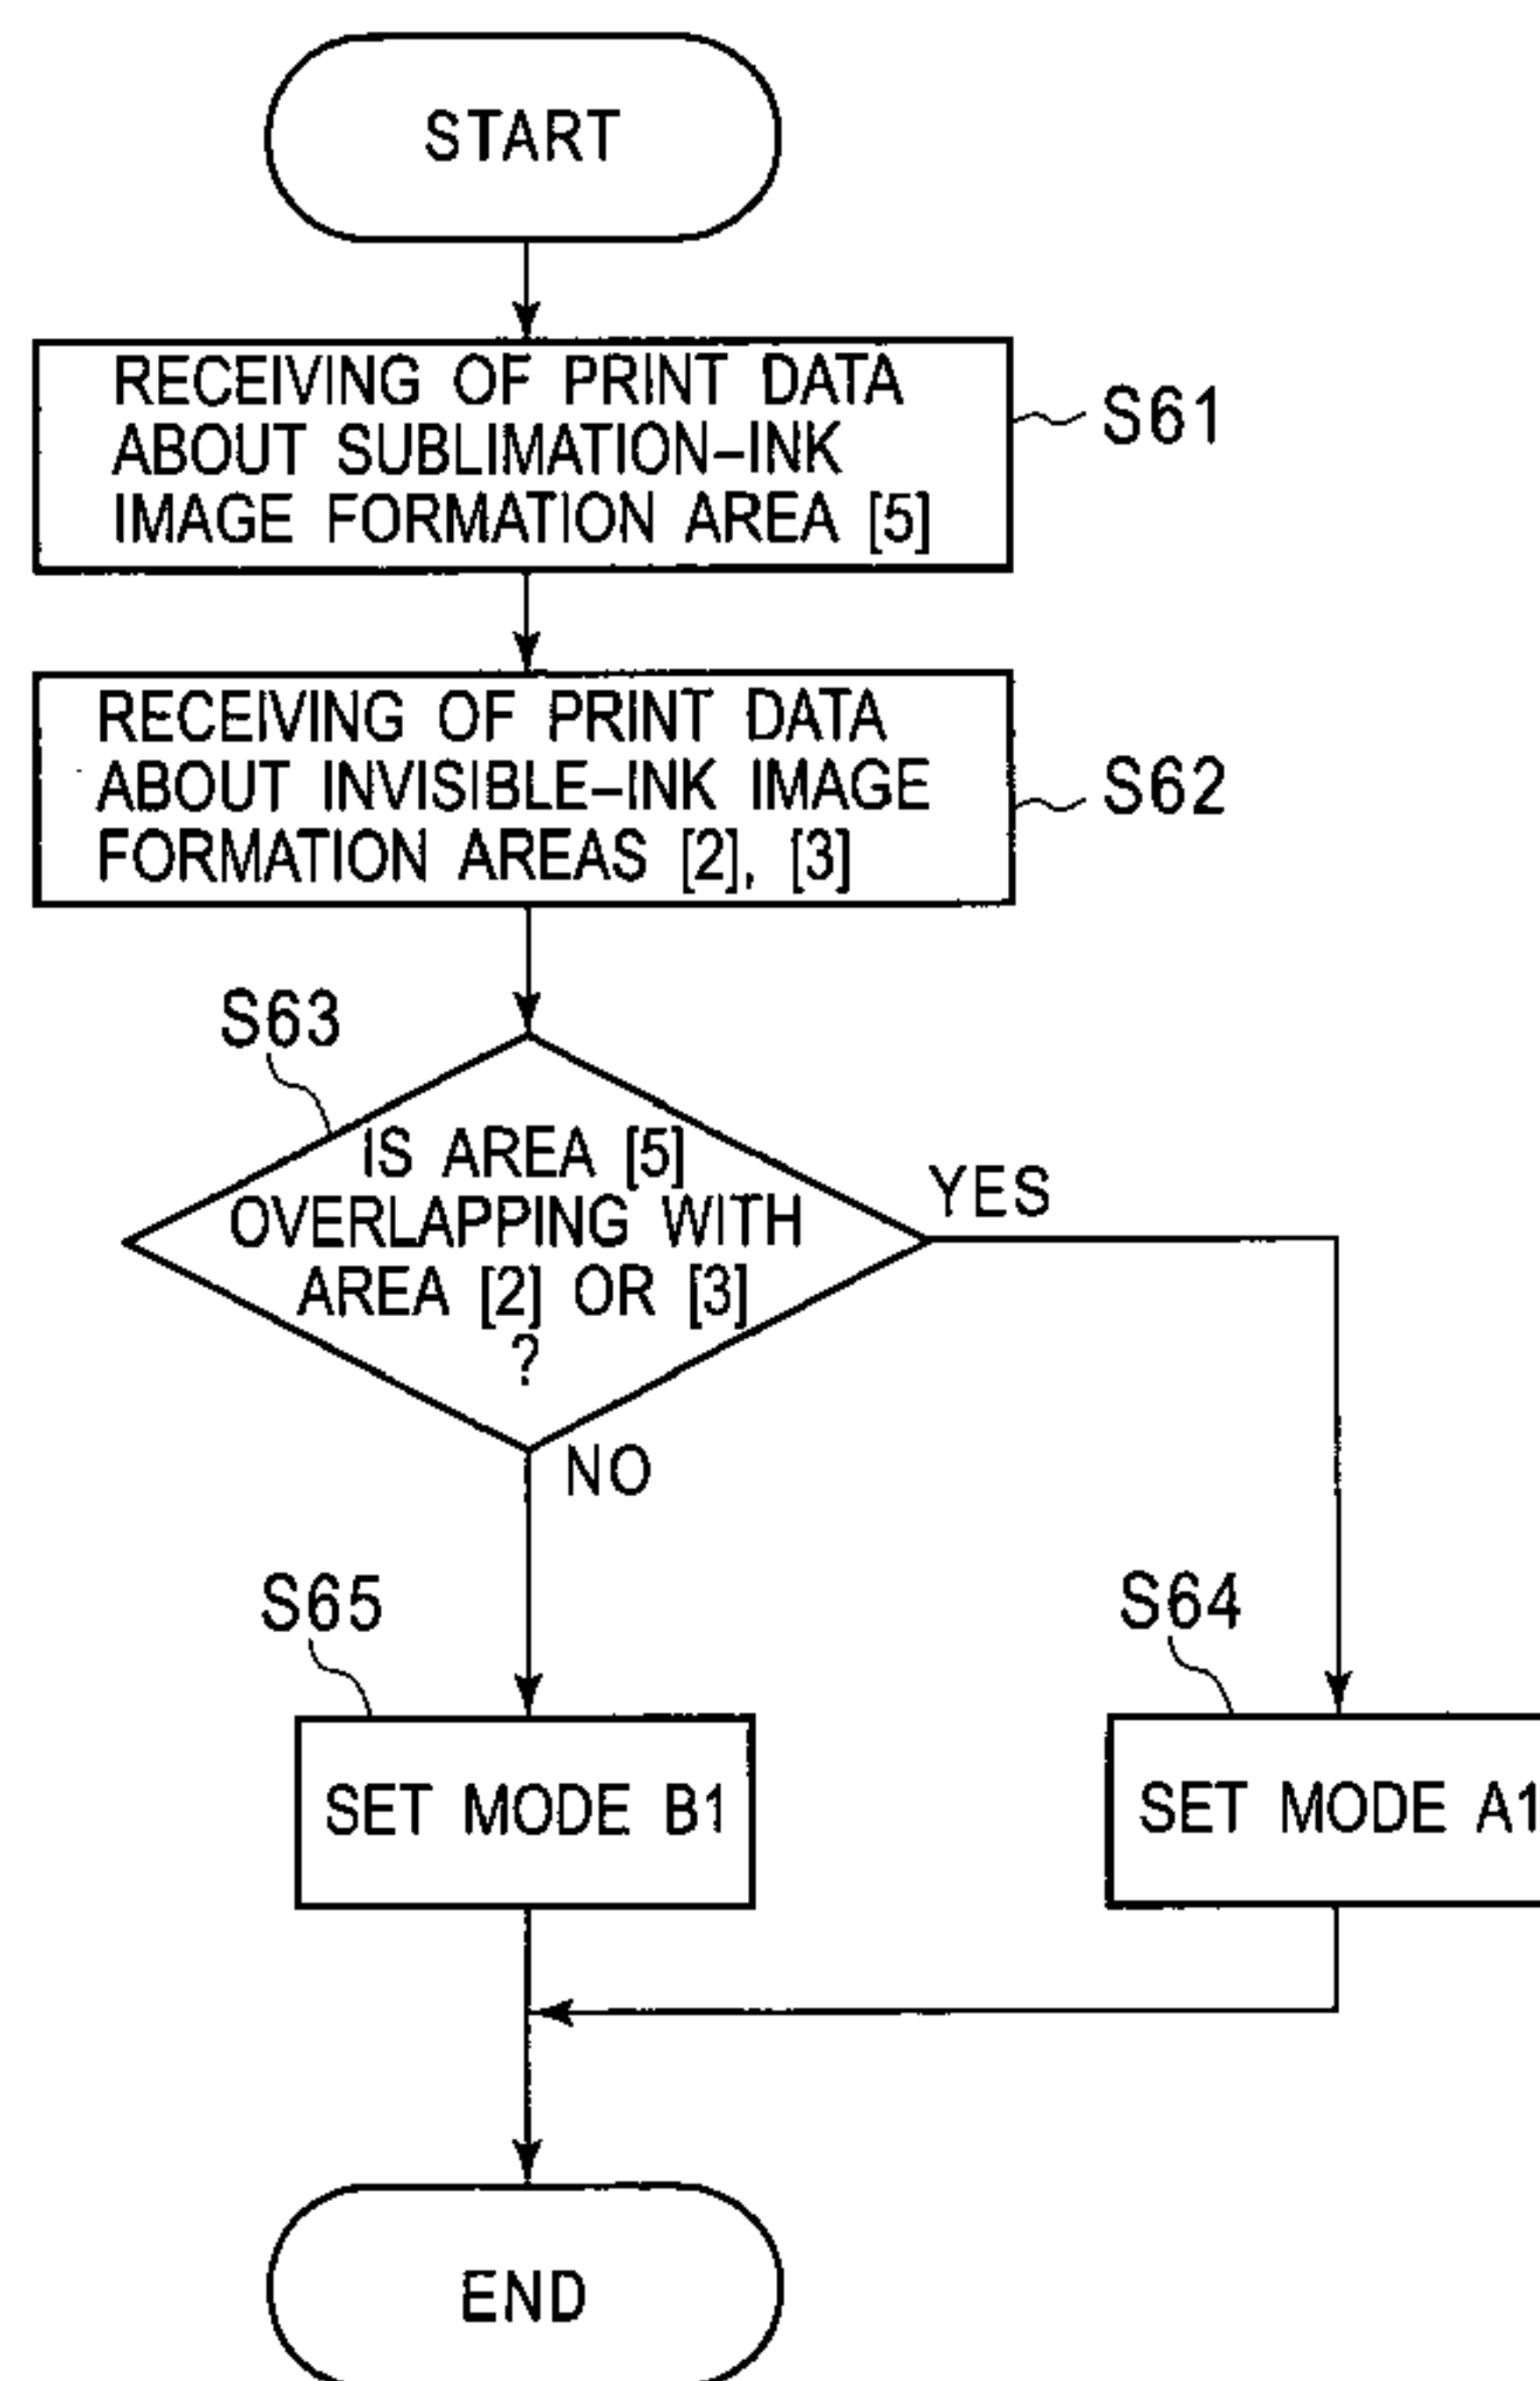 START
RECEIVING OF PRINT DATA
ABOUT SUBLIMATION-INK
IMAGE FORMATION AREA [5]
S61
RECEIVING OF PRINT DATA
ABOUT INVISIBLE-INK IMAGE
FORMATION AREAS [2], [3]
S62
S63
IS AREA [5]
OVERLAPPING WITH
AREA [2] OR [3]
?
YES
NO
S65
S64
SET MODE B1
SET MODE A1
END